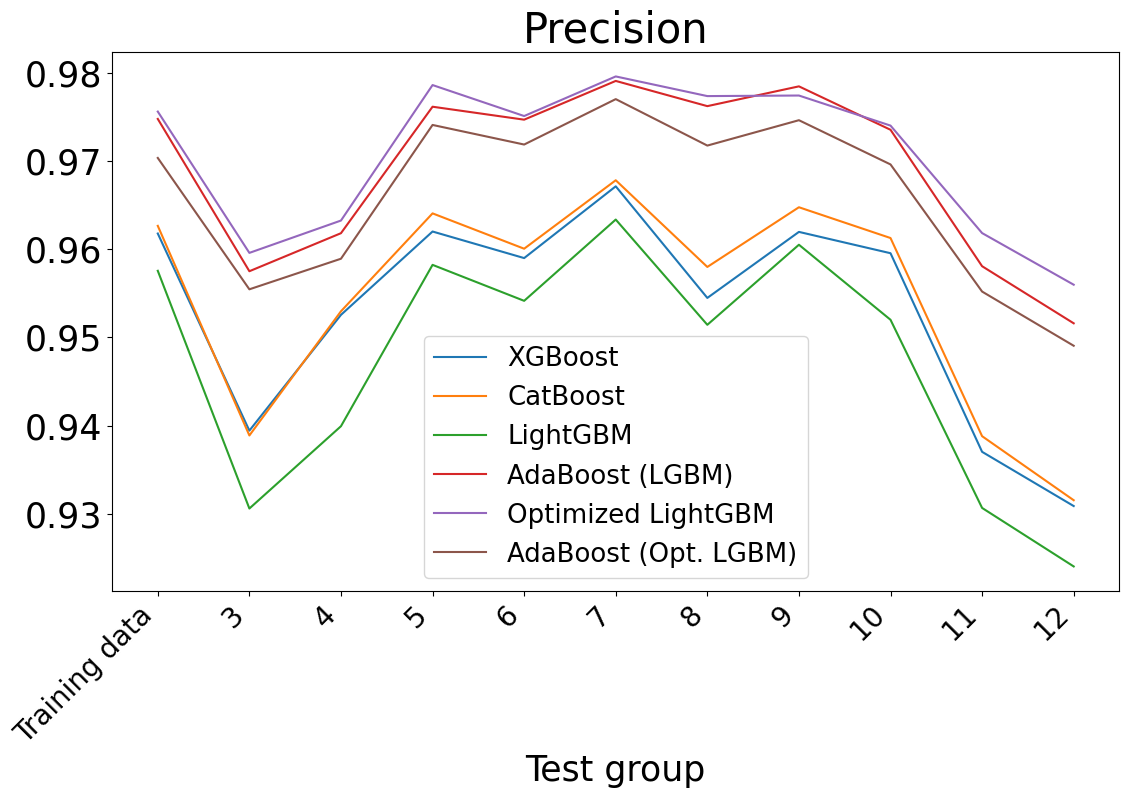 Precision
0.98
0.97
0.96
0.95
0.94
0.93
XGBoost
CatBoost
LightGBM
AdaBoost (LGBM)
Optimized LightGBM
AdaBoost (Opt. LGBM)
Training data
3
4
5
6
7
8
9
10
11
12
Test group